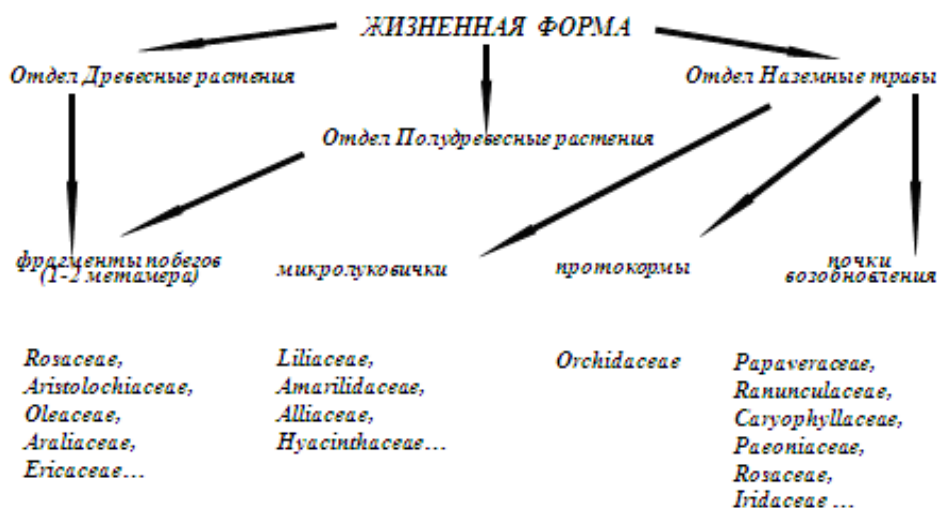 ЖИЗНЕННАЯ ФОРМА
Отдел Древесные растения
Отдел Наземные травы
Отдел Полудревесные растения
фрагменты побегов
(1-2 метамера)
микролуковички
протокормы
почки
возобновления
Rosaceae,
Aristolochiaceae,
Oleaceae,
Araliaceae,
Ericaceae...
Liliaceae,
Amarilidaceae,
Alliaceae,
Hyacinthaceae...
Orchidaceae
Papaveraceae,
Ranunculaceae,
Caryophyllaceae,
Paeoniaceae,
Rosaceae,
Iridaceae ...